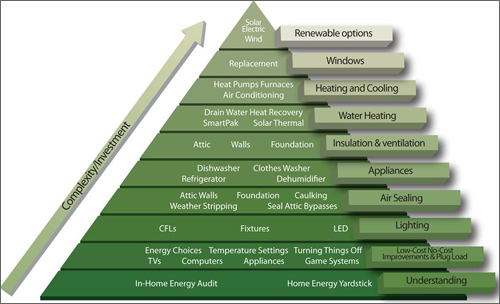 Solar
Electric
Wind
Renewable options
Replacement
Windows
Heat Pumps Furnaces
Air Conditioning
Heating and Cooling
Drain Water Heat Recovery
SmartPak Solar Thermal
Water Heating
Attic Walls Foundation
Insulation & ventilation
Dishwasher Clothes Washer
Refrigerator Dehumidifier
Appliances
Attic Walls Foundation Caulking
Weather Stripping Seal Attic Bypasses
Air Sealing
CFLs Fixtures LED
Lighting
Energy Choices Temperature Settings Turning Things Off
TVs Computers Appliances Game Systems
Low-Cost No-Cost
Improvements & Plug Load
In-Home Energy Audit Home Energy Yardstick
Understanding
Complexity/Investment